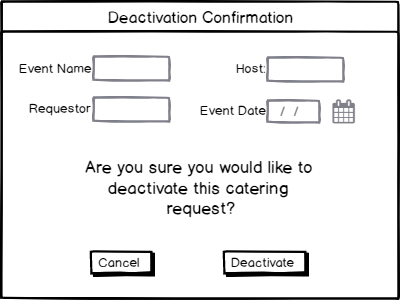 Deactivation Confirmation
Event Name Host:
Requestor Event Date / /
Are you sure you would like to
deactivate this catering
request?
Cancel Deactivate